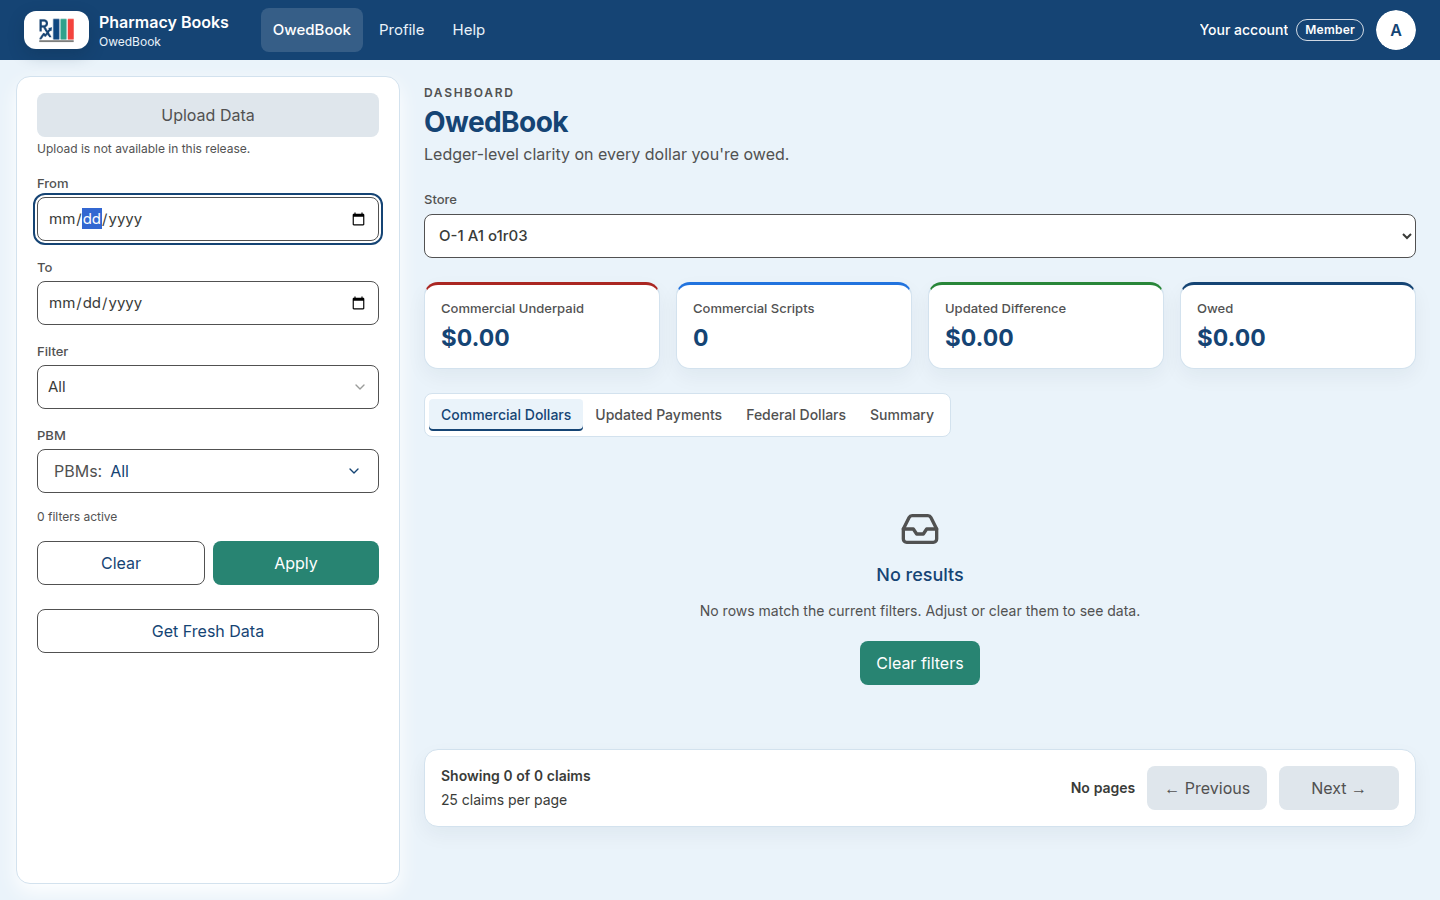 Pharmacy Books
OwedBook
OwedBook
Profile
Help
Your account
Member
A
Upload Data
Upload is not available in this release.
From
mm/dd/yyyy
To
mm/dd/yyyy
Filter
All
PBM
PBMs: All
0 filters active
Clear
Apply
Get Fresh Data
DASHBOARD
OwedBook
Ledger-level clarity on every dollar you're owed.
Store
O-1 A1 o1r03
Commercial Underpaid
$0.00
Commercial Scripts
0
Updated Difference
$0.00
Owed
$0.00
Commercial Dollars
Updated Payments
Federal Dollars
Summary
No results
No rows match the current filters. Adjust or clear them to see data.
Clear filters
Showing 0 of 0 claims
25 claims per page
No pages
← Previous
Next →